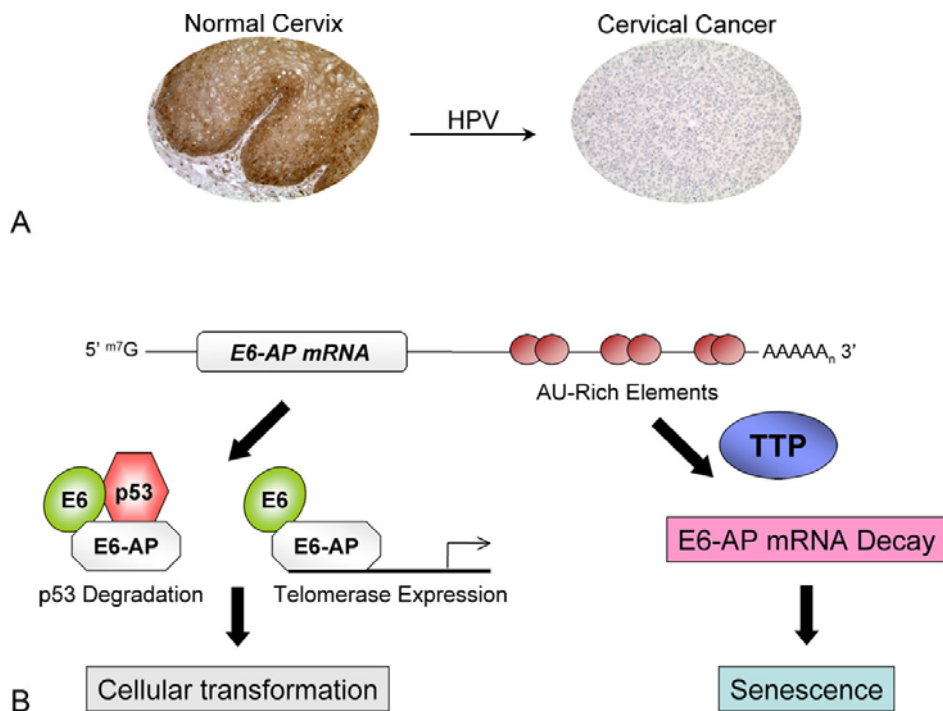 Normal Cervix
Cervical Cancer
HPV
A
5' m7G
E6-AP mRNA
AAAAAn 3'
AU-Rich Elements
TTP
E6
p53
E6-AP
E6
E6-AP
E6-AP mRNA Decay
p53 Degradation
Telomerase Expression
Cellular transformation
Senescence
B